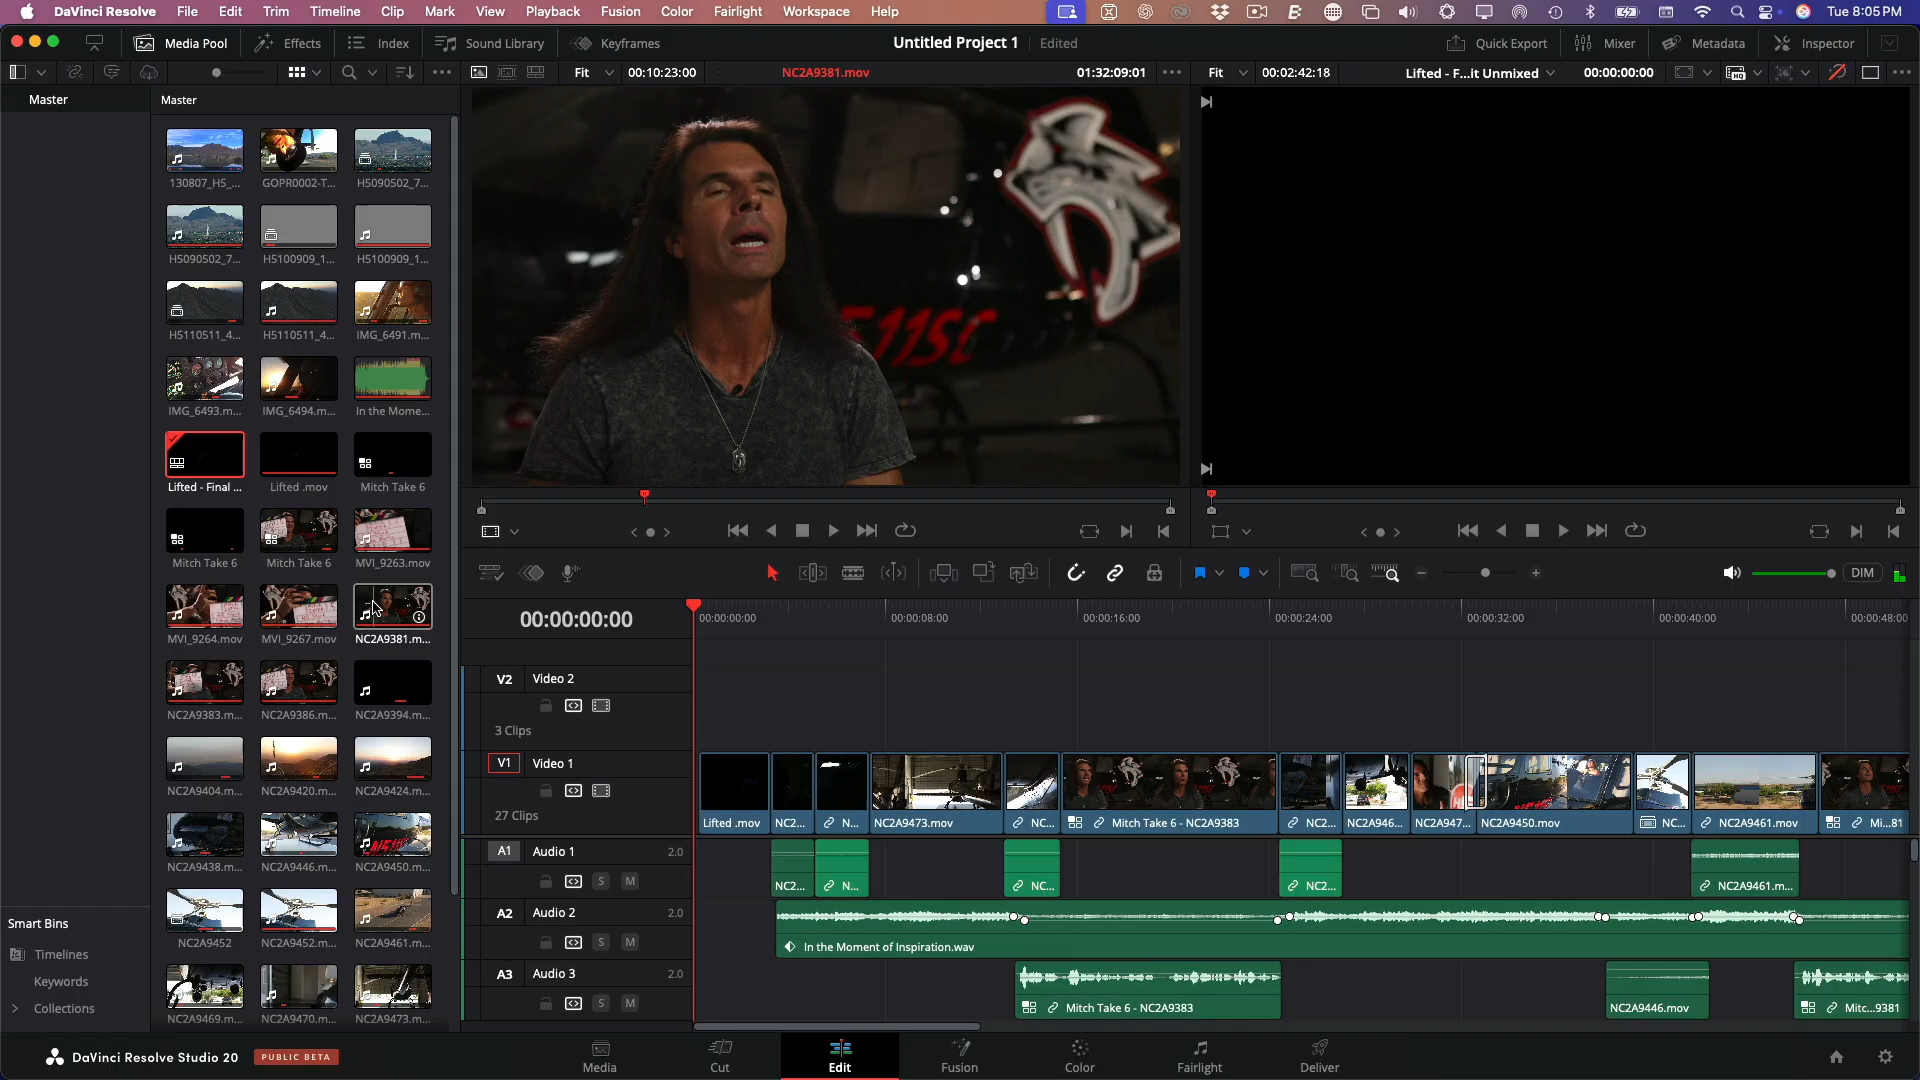 DaVinci Resolve File Edit Trim Timeline Clip Mark View Playback Fusion Color Fairlight Workspace Help Tue 8:05 PM
Media Pool Effects Index Sound Library Keyframes Untitled Project 1 Edited Quick Export Mixer Metadata Inspector
Fit 00:10:23:00 NC2A9381.mov 01:32:09:01 Fit 00:02:42:18 Lifted - F...it Unmixed 00:00:00:00
Master Master
130807_H5_... GOPR0002-T... H5090502_7...
H5090502_7... H5100909_1... H5100909_1...
H5110511_4... H5110511_4... IMG_6491.m...
IMG_6493.m... IMG_6494.m... In the Mome...
Lifted - Final ... Lifted .mov Mitch Take 6
Mitch Take 6 Mitch Take 6 MVI_9263.mov
MVI_9264.mov MVI_9267.mov NC2A9381.m...
NC2A9383.m... NC2A9386.m... NC2A9394.m...
NC2A9404.m... NC2A9420.m... NC2A9424.m...
NC2A9438.m... NC2A9446.m... NC2A9450.m...
NC2A9452 NC2A9452.m... NC2A9461.m...
NC2A9469.m... NC2A9470.m... NC2A9473.m...
Smart Bins
Timelines
Keywords
Collections
DIM
00:00:00:00
00:00:00:00 00:00:08:00 00:00:16:00 00:00:24:00 00:00:32:00 00:00:40:00 00:00:48:00
V2 Video 2
3 Clips
V1 Video 1
27 Clips
Lifted .mov NC2... N... NC2A9473.mov NC... Mitch Take 6 - NC2A9383 NC2... NC2A946... NC2A947... NC2A9450.mov NC... NC2A9461.mov Mi...81
A1 Audio 1 2.0
S M
NC2... N... NC... NC2... NC2A9461.m...
A2 Audio 2 2.0
S M
In the Moment of Inspiration.wav
A3 Audio 3 2.0
S M
Mitch Take 6 - NC2A9383 NC2A9446.mov Mitc...9381
DaVinci Resolve Studio 20 PUBLIC BETA
Media Cut Edit Fusion Color Fairlight Deliver